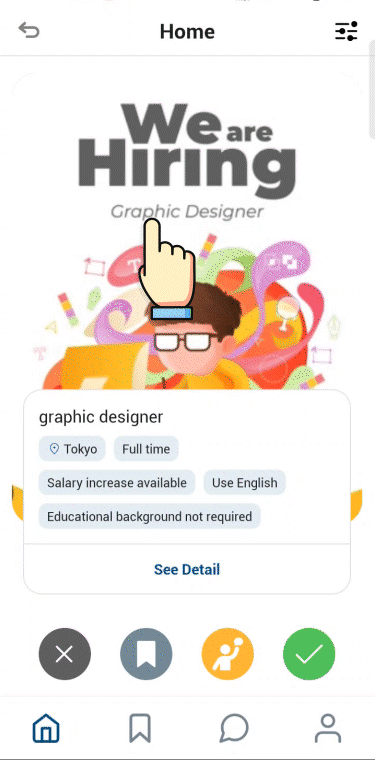 Home
We are
Hiring
Graphic Designer
T
T
graphic designer
Tokyo
Full time
Salary increase available
Use English
Educational background not required
See Detail